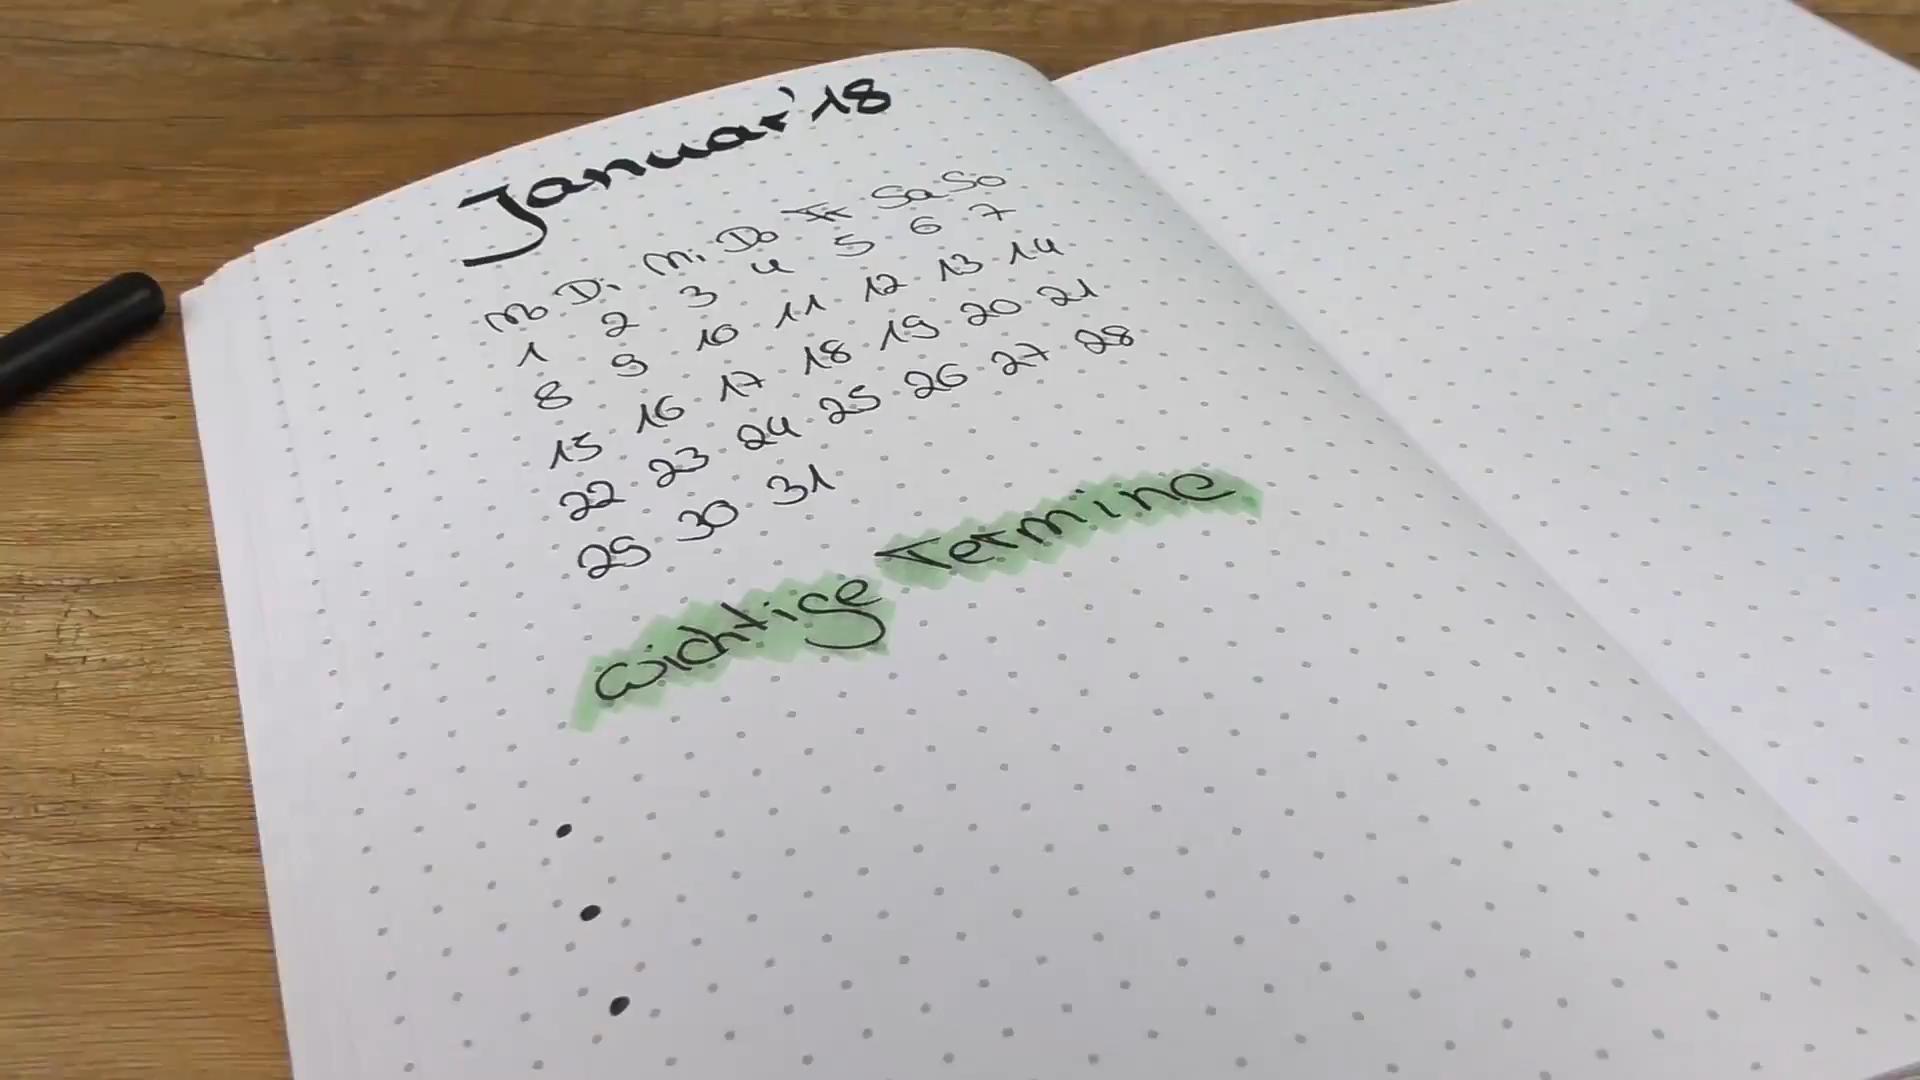 Januar '18
Mo Di Mi Do Fr Sa So
1 2 3 4 5 6 7
8 9 10 11 12 13 14
15 16 17 18 19 20 21
22 23 24 25 26 27 28
29 30 31
wichtige Termine